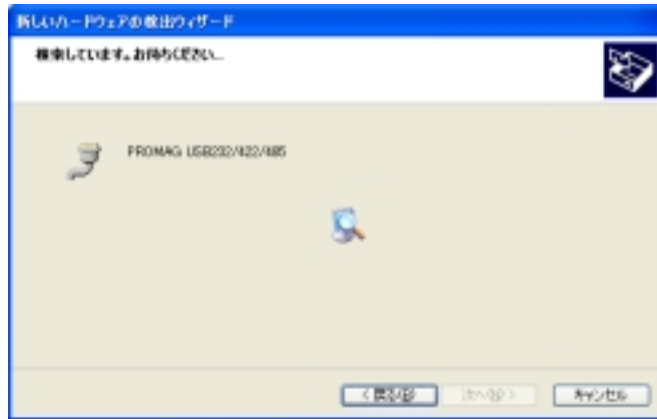 新しいハードウェアの検出ウィザード
検索しています。お待ちください...
PROMAG USB232/422/485
< 戻る(B)
次へ(N) >
キャンセル